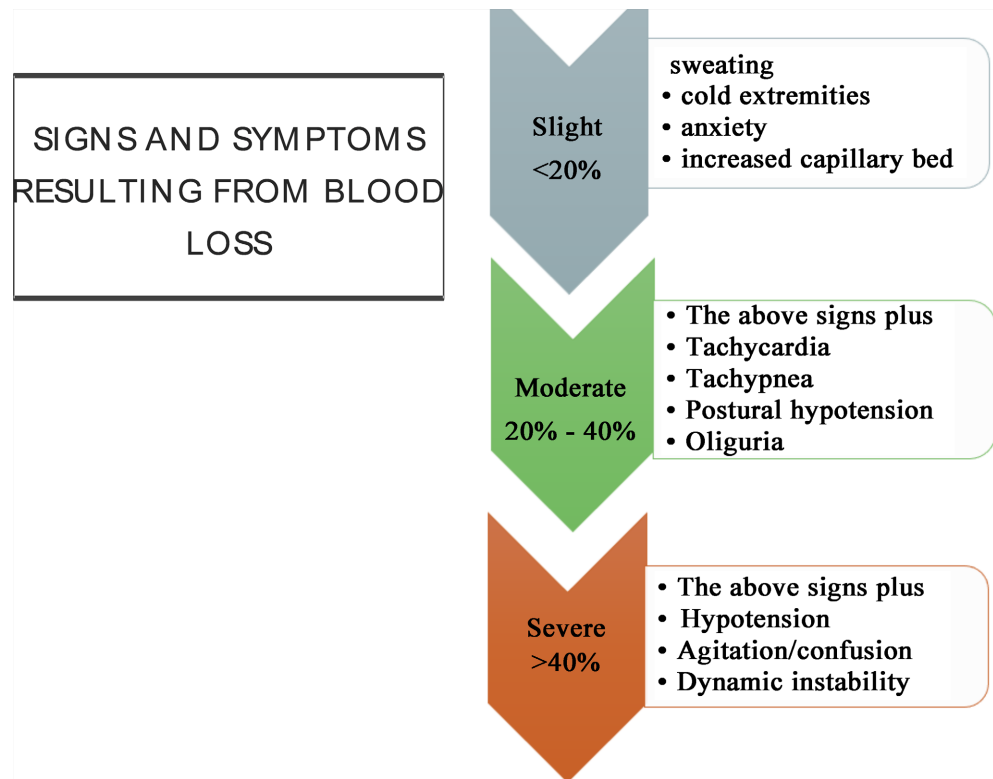 SIGNS AND SYMPTOMS
RESULTING FROM BLOOD
LOSS
Slight
<20%
sweating
• cold extremities
• anxiety
• increased capillary bed
Moderate
20% - 40%
• The above signs plus
• Tachycardia
• Tachypnea
• Postural hypotension
• Oliguria
Severe
>40%
• The above signs plus
• Hypotension
• Agitation/confusion
• Dynamic instability